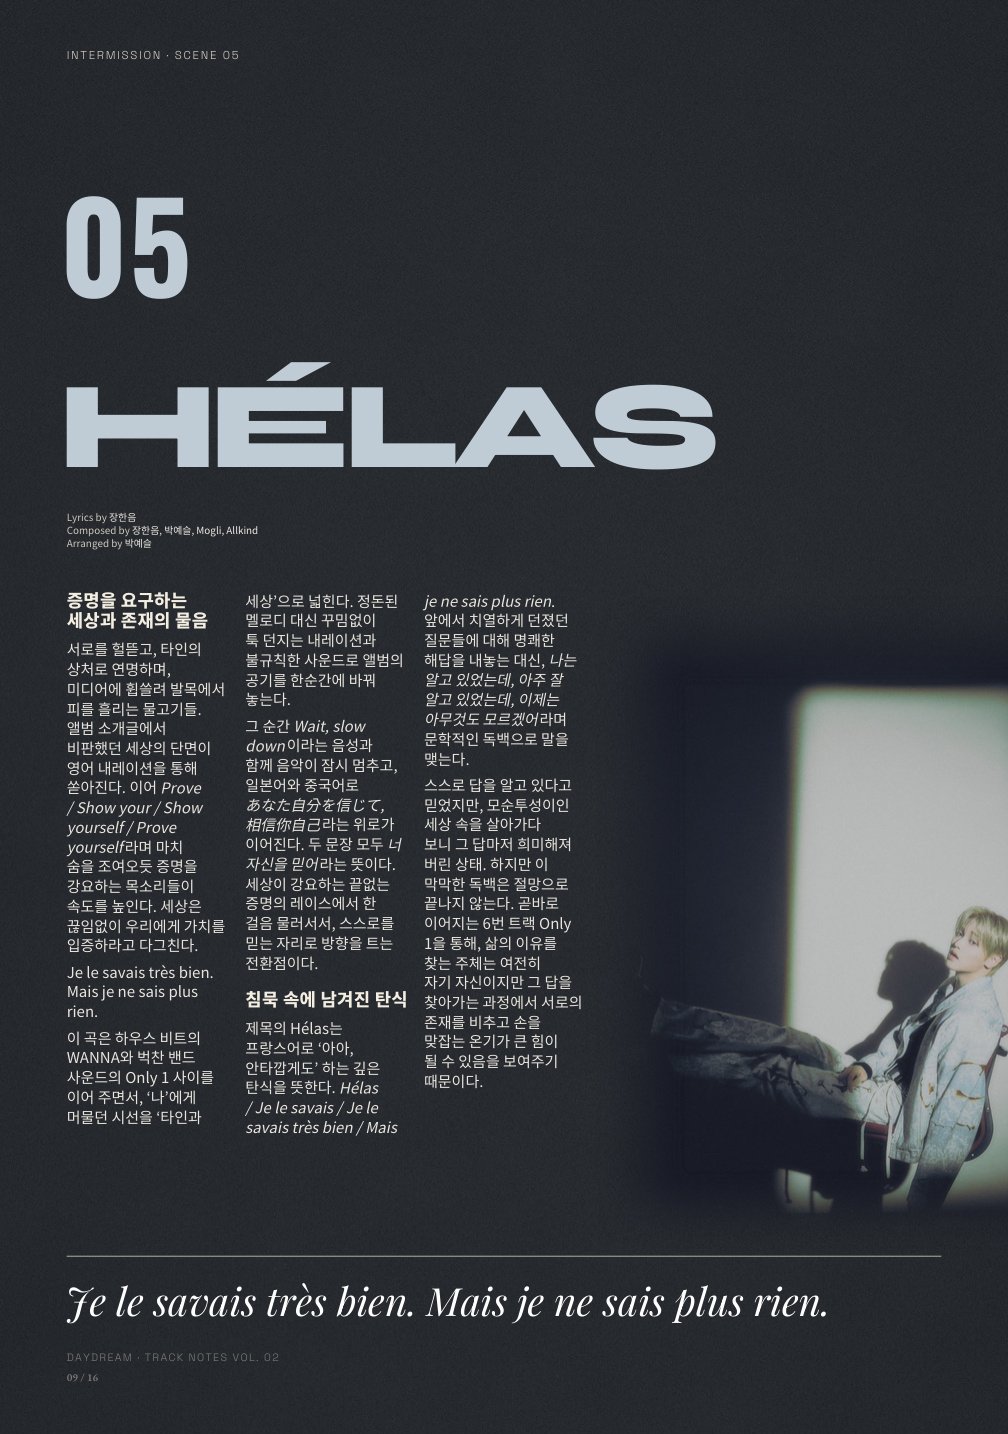 INTERMISSION · SCENE 05
05
HÉLAS
Lyrics by 장한음
Composed by 장한음, 박예슬, Mogli, Allkind
Arranged by 박예슬
증명을 요구하는
세상과 존재의 물음
서로를 헐뜯고, 타인의
상처로 연명하며,
미디어에 휩쓸려 발목에서
피를 흘리는 물고기들.
앨범 소개글에서
비판했던 세상의 단면이
영어 내레이션을 통해
쏟아진다. 이어 Prove
/ Show your / Show
yourself / Prove
yourself라며 마치
숨을 조여오듯 증명을
강요하는 목소리들이
속도를 높인다. 세상은
끊임없이 우리에게 가치를
입증하라고 다그친다.
Je le savais très bien.
Mais je ne sais plus
rien.
이 곡은 하우스 비트의
WANNA와 벅찬 밴드
사운드의 Only 1 사이를
이어 주면서, ‘나’에게
머물던 시선을 ‘타인과
세상’으로 넓힌다. 정돈된
멜로디 대신 꾸밈없이
툭 던지는 내레이션과
불규칙한 사운드로 앨범의
공기를 한순간에 바꿔
놓는다.
그 순간 Wait, slow
down이라는 음성과
함께 음악이 잠시 멈추고,
일본어와 중국어로
あなた自分を信じて,
相信你自己라는 위로가
이어진다. 두 문장 모두 너
자신을 믿어라는 뜻이다.
세상이 강요하는 끝없는
증명의 레이스에서 한
걸음 물러서서, 스스로를
믿는 자리로 방향을 트는
전환점이다.
침묵 속에 남겨진 탄식
제목의 Hélas는
프랑스어로 ‘아아,
안타깝게도’ 하는 깊은
탄식을 뜻한다. Hélas
/ Je le savais / Je le
savais très bien / Mais
je ne sais plus rien.
앞에서 치열하게 던졌던
질문들에 대해 명쾌한
해답을 내놓는 대신, 나는
알고 있었는데, 아주 잘
알고 있었는데, 이제는
아무것도 모르겠어라며
문학적인 독백으로 말을
맺는다.
스스로 답을 알고 있다고
믿었지만, 모순투성이인
세상 속을 살아가다
보니 그 답마저 희미해져
버린 상태. 하지만 이
막막한 독백은 절망으로
끝나지 않는다. 곧바로
이어지는 6번 트랙 Only
1을 통해, 삶의 이유를
찾는 주체는 여전히
자기 자신이지만 그 답을
찾아가는 과정에서 서로의
존재를 비추고 손을
맞잡는 온기가 큰 힘이
될 수 있음을 보여주기
때문이다.
Je le savais très bien. Mais je ne sais plus rien.
DAYDREAM · TRACK NOTES VOL. 02
09 / 16